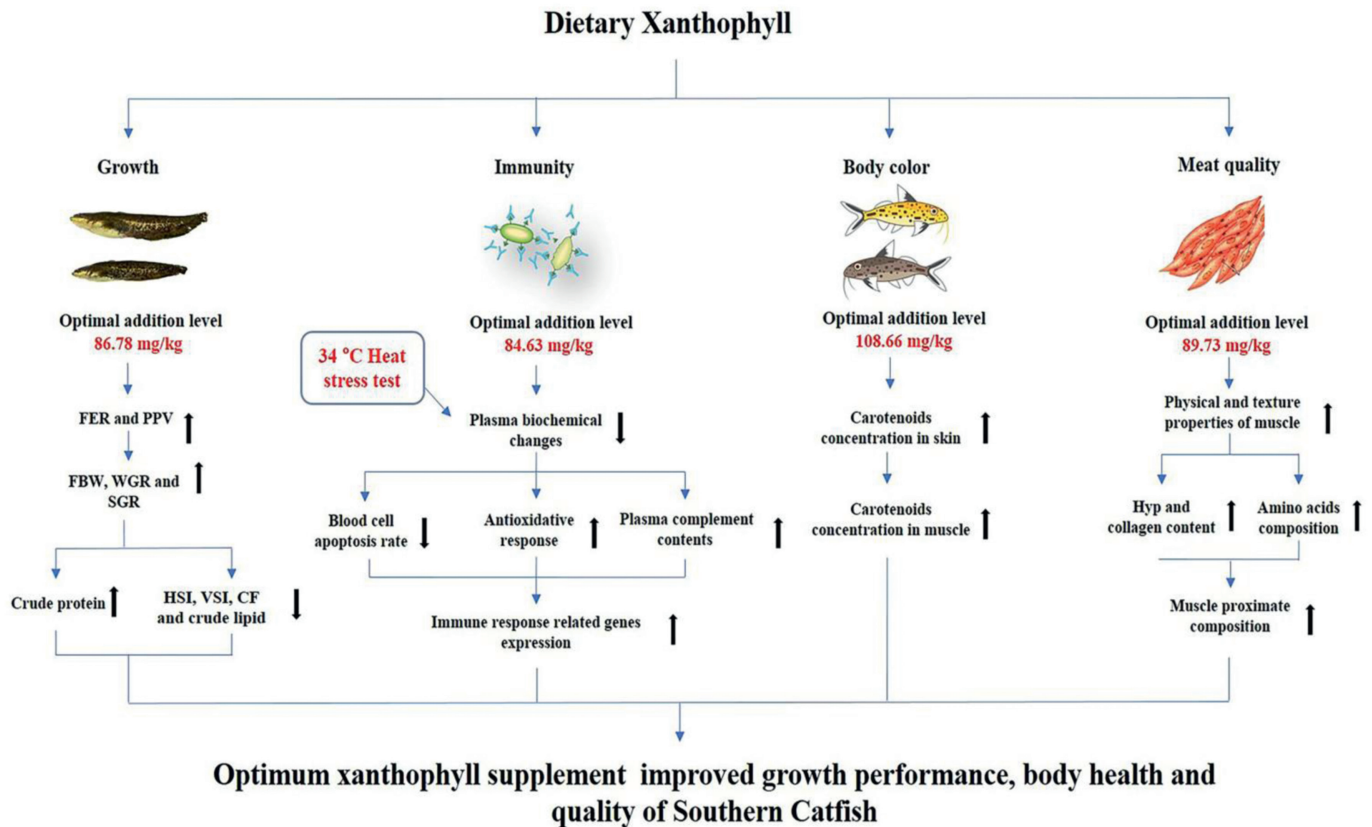 Dietary Xanthophyll
Growth
Immunity
Body color
Meat quality
Optimal addition level
86.78 mg/kg
Optimal addition level
84.63 mg/kg
Optimal addition level
108.66 mg/kg
Optimal addition level
89.73 mg/kg
34 °C Heat
stress test
FER and PPV
FBW, WGR and
SGR
Crude protein
HSI, VSI, CF
and crude lipid
Plasma biochemical
changes
Blood cell
apoptosis rate
Antioxidative
response
Plasma complement
contents
Immune response related genes
expression
Carotenoids
concentration in skin
Carotenoids
concentration in muscle
Physical and texture
properties of muscle
Hyp and
collagen content
Amino acids
composition
Muscle proximate
composition
Optimum xanthophyll supplement improved growth performance, body health and
quality of Southern Catfish